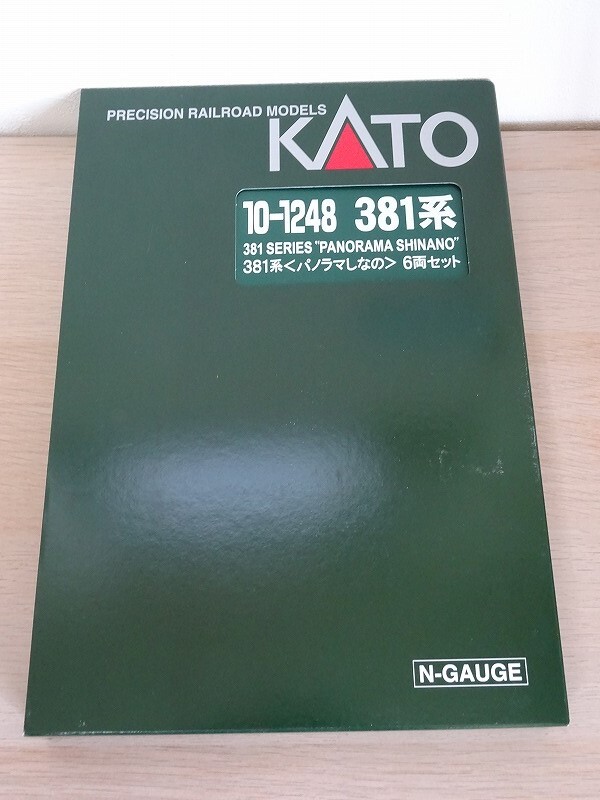 PRECISION RAILROAD MODELS
KATO
10-1248 381系
381 SERIES "PANORAMA SHINANO"
381系<パノラマしなの> 6両セット
N-GAUGE